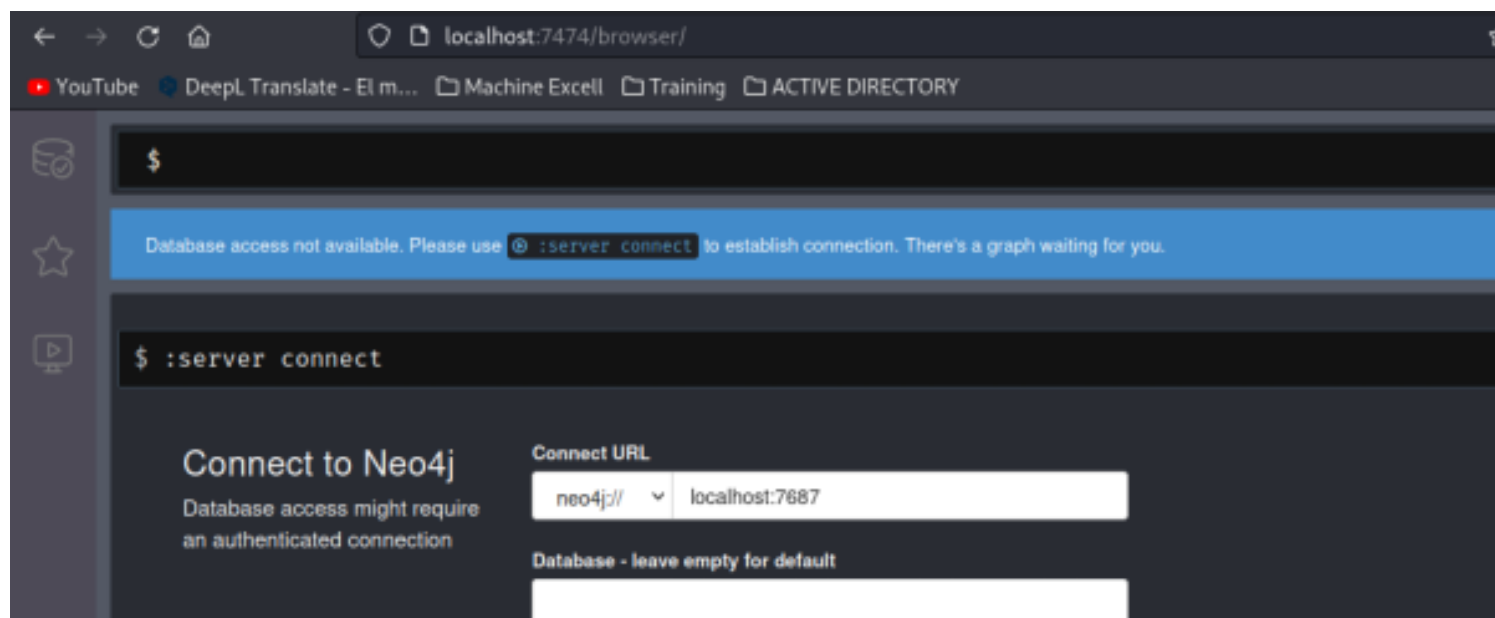 localhost:7474/browser/
YouTube DeepL Translate - El m... Machine Excell Training ACTIVE DIRECTORY
$
Database access not available. Please use :server connect to establish connection. There's a graph waiting for you.
$ :server connect
Connect to Neo4j
Database access might require
an authenticated connection
Connect URL
neo4j:// localhost:7687
Database - leave empty for default